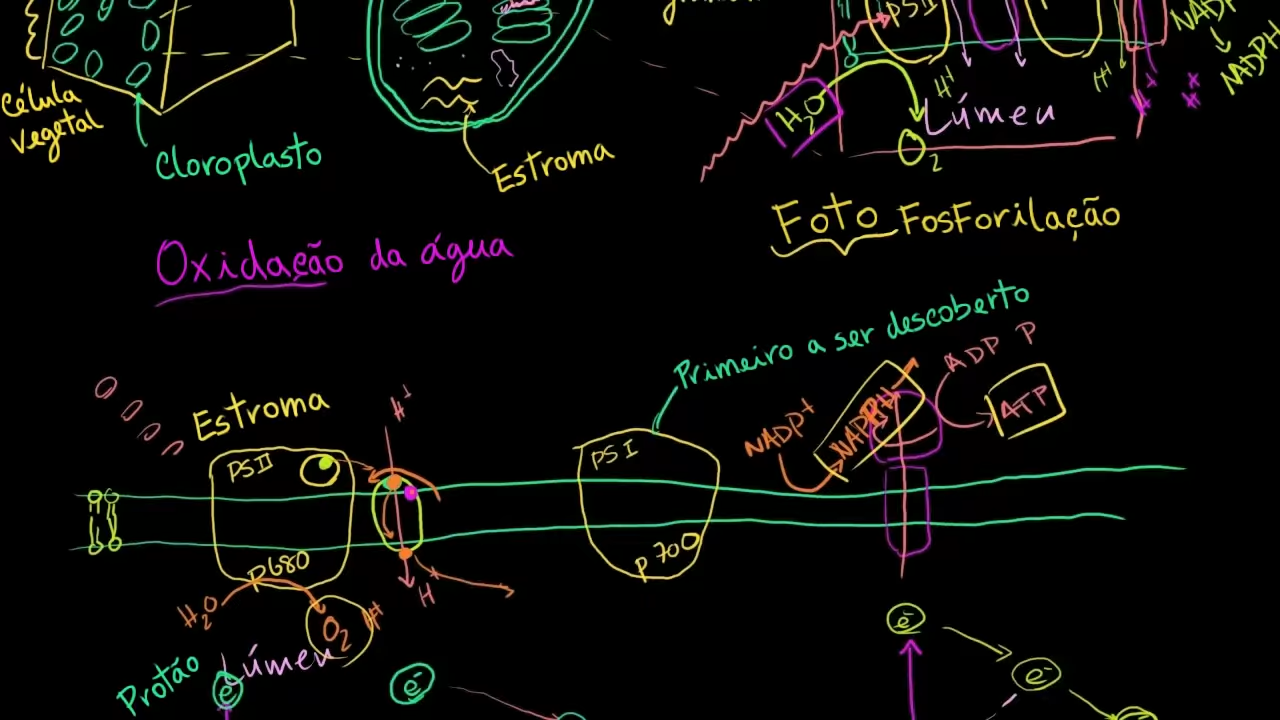 PSII
NADP
NADPH
H+
H+
H+
H+
Célula
vegetal
H2O
Lúmen
O2
Cloroplasto
Estroma
Foto Fosforilação
Oxidação da água
Primeiro a ser descoberto
ADP P
ATP
H+
Estroma
NADP+
NADPH
PSII
PSI
P680
P700
H2O
O2
H+
H+
Lúmen
Protão
e-
e-
e-
e-